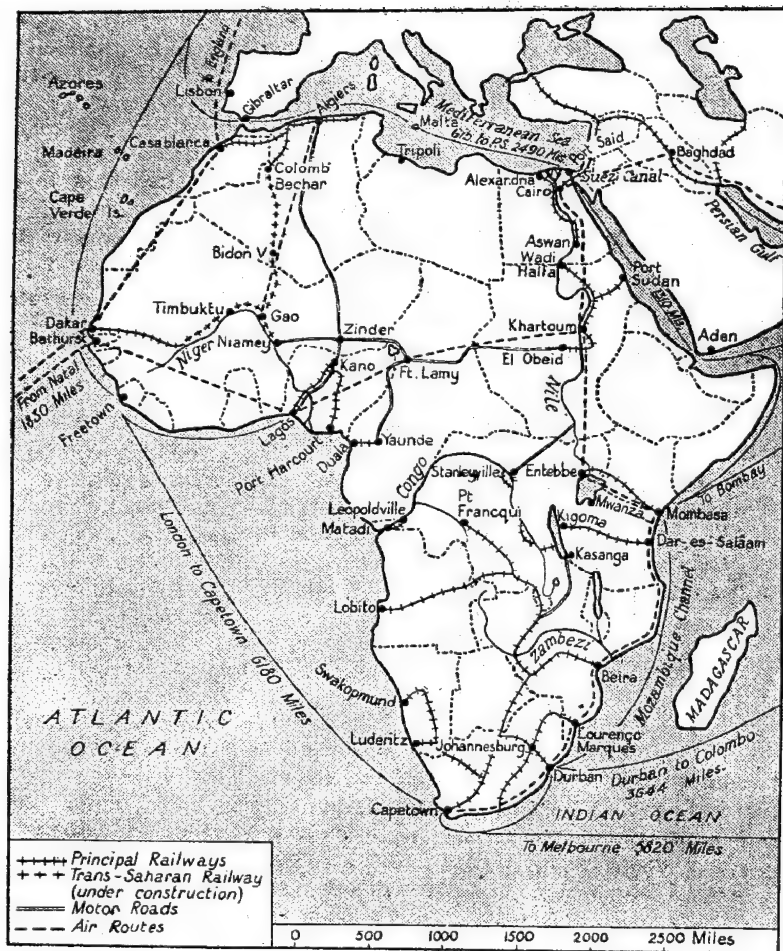 To England
Azores
Lisbon
Gibraltar
Algiers
Mediterranean Sea
Gib. to P.S. 2490 Mls.
Malta
Pt Said
Baghdad
Madeira
Casablanca
Tripoli
Alexandria
Cairo
Suez Canal
Persian Gulf
Colomb
Bechar
Cape
Verde Is.
Aswan
Wadi
Halfa
Bidon V
Port
Sudan
Timbuktu
Gao
Dakar
Bathurst
Zinder
Khartoum
Aden
Niger
Niamey
El Obeid
From Natal
1830 Miles
Kano
Ft. Lamy
Nile
Freetown
Lagos
Port Harcourt
Duala
Yaunde
Congo
Stanleyville
Entebbe
To Bombay
Mwanza
Leopoldville
Pt
Francqui
Mombasa
Matadi
Kigoma
Dar-es-Salāam
Kasanga
London to Capetown 6180 Miles
Lobito
Mozambique Channel
Zambezi
MADAGASCAR
Beira
Swakopmund
ATLANTIC
OCEAN
Luderitz
Johannesburg
Lourenço
Marques
Durban
Durban to Colombo
3644 Miles.
Capetown
INDIAN OCEAN
To Melbourne 5620 Miles
Principal Railways
Trans-Saharan Railway
(under construction)
Motor Roads
Air Routes
0 500 1000 1500 2000 2500 Miles